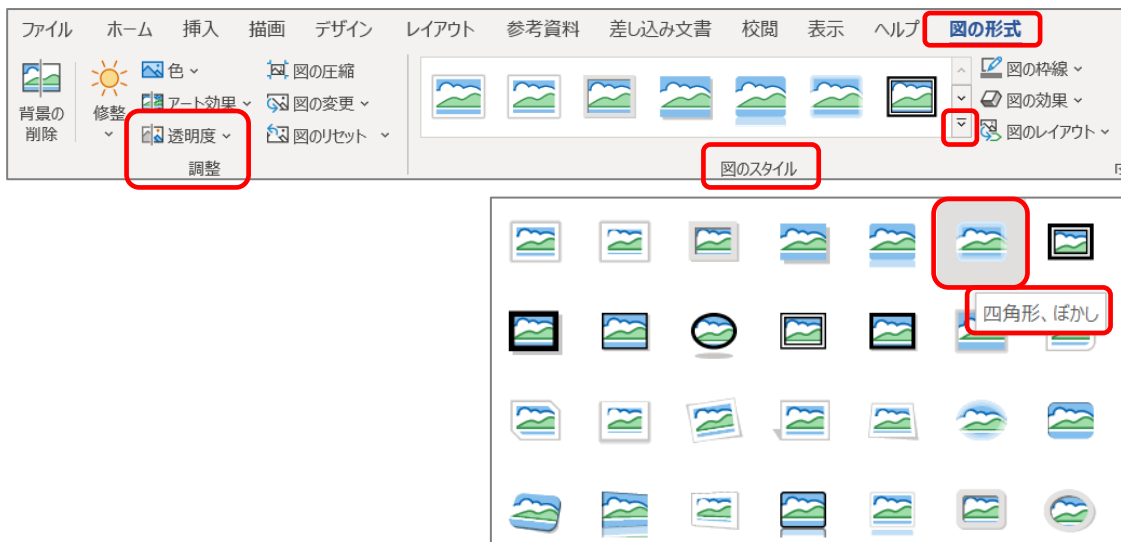 ファイル ホーム 挿入 描画 デザイン レイアウト 参考資料 差し込み文書 校閲 表示 ヘルプ 図の形式
背景の
削除
修整
色
アート効果
透明度
図の圧縮
図の変更
図のリセット
調整
図のスタイル
図の枠線
図の効果
図のレイアウト
四角形、ぼかし